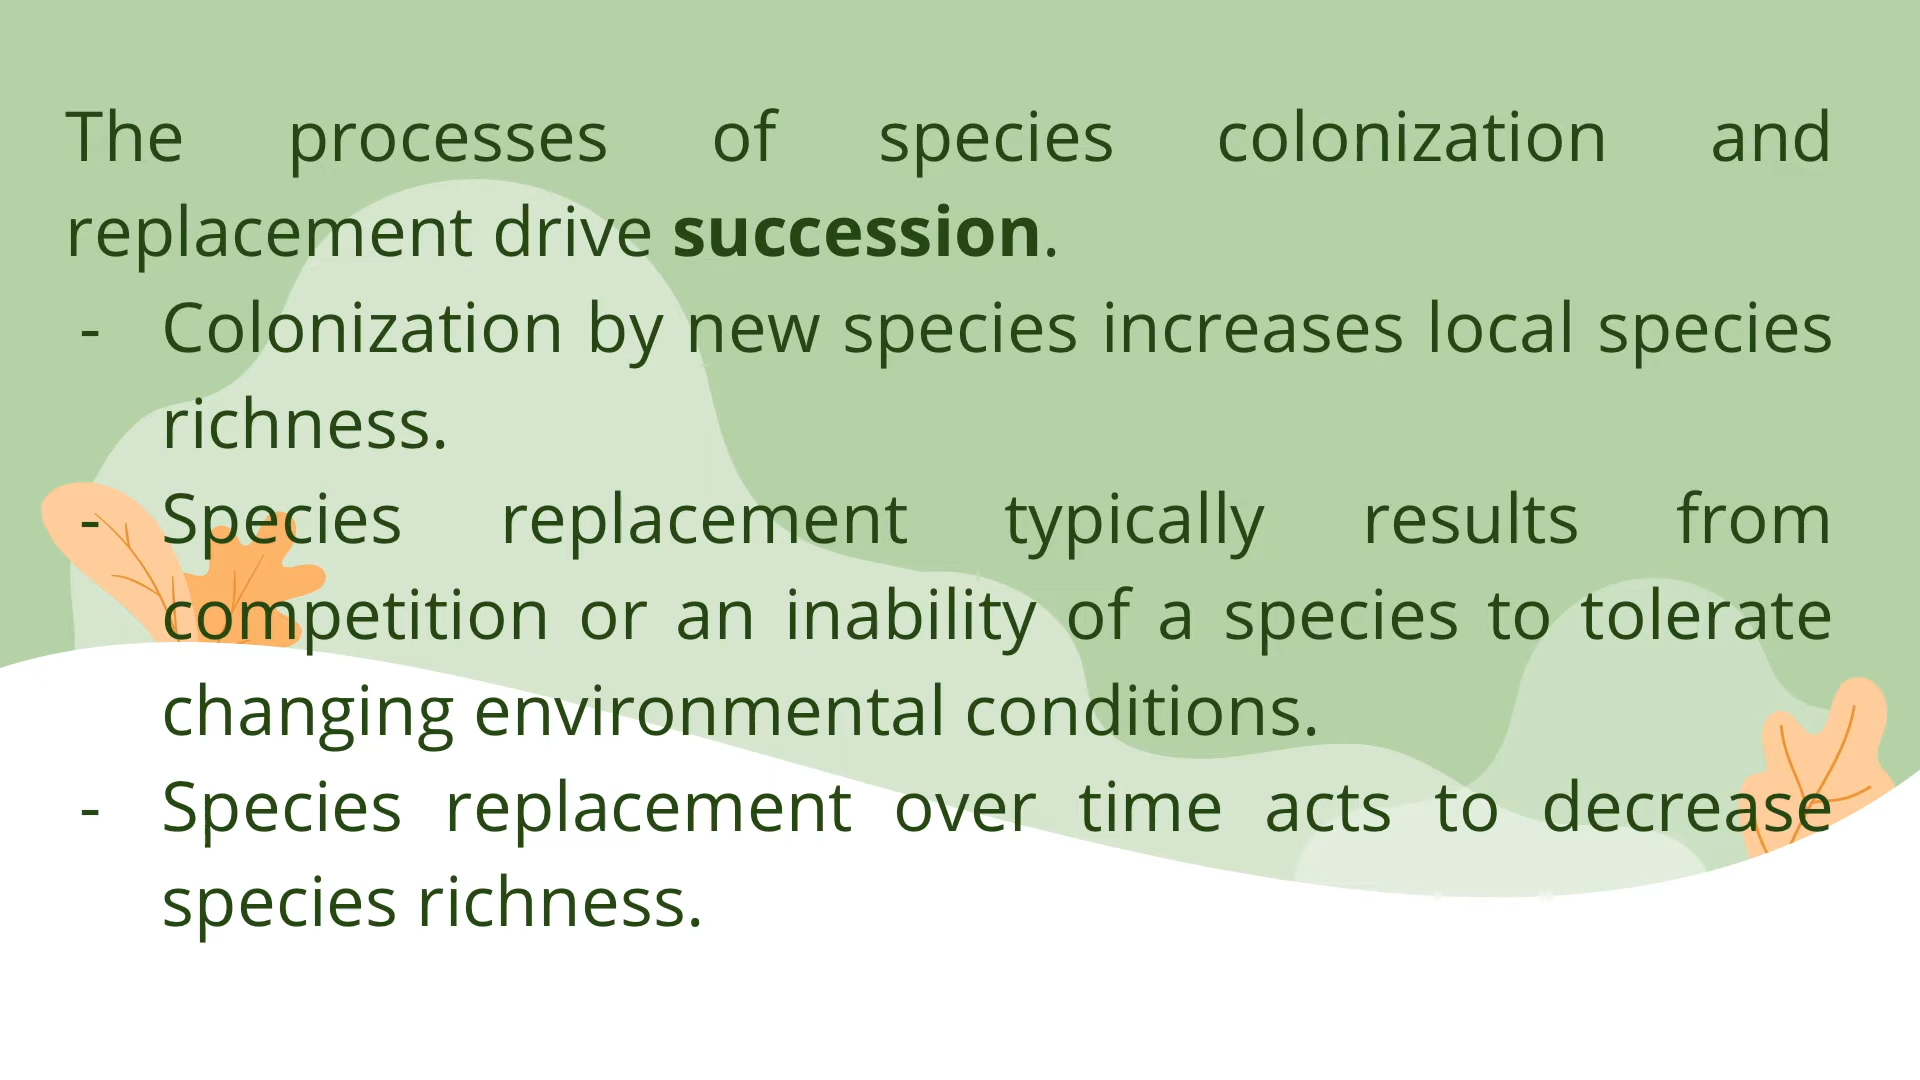 The processes of species colonization and
replacement drive succession.
- Colonization by new species increases local species
richness.
- Species replacement typically results from
competition or an inability of a species to tolerate
changing environmental conditions.
- Species replacement over time acts to decrease
species richness.